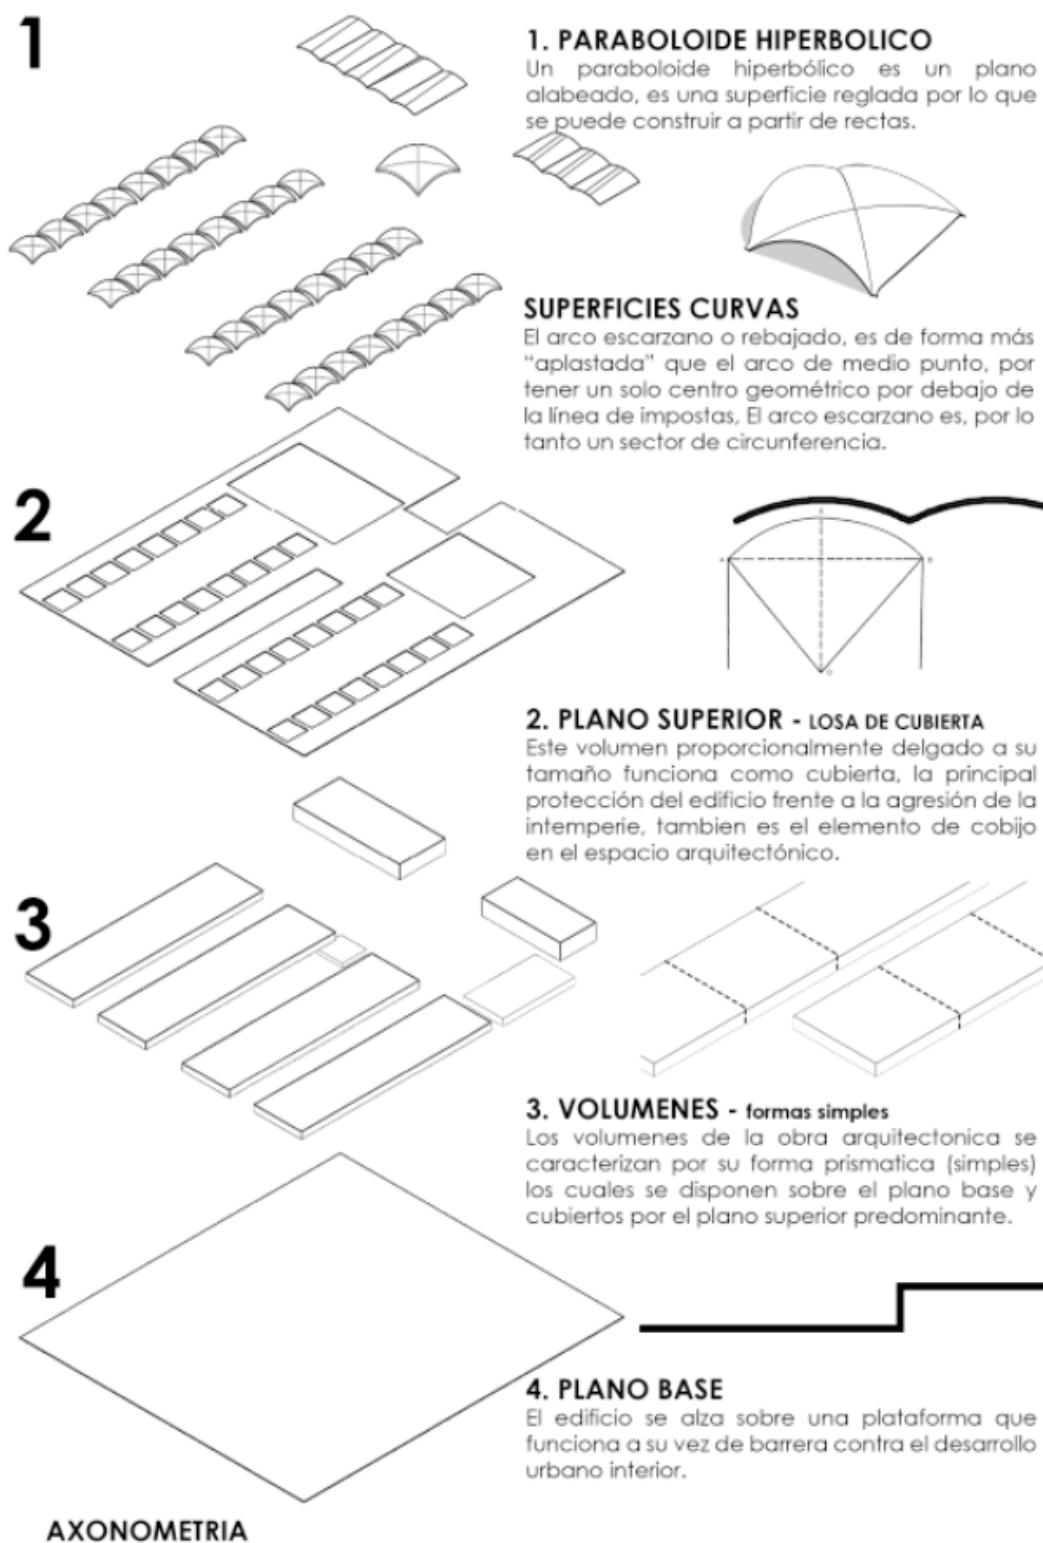 1
1. PARABOLOIDE HIPERBOLICO
Un paraboloide hiperbólico es un plano
alabeado, es una superficie reglada por lo que
se puede construir a partir de rectas.
SUPERFICIES CURVAS
El arco escarzano o rebajado, es de forma más
"aplastada" que el arco de medio punto, por
tener un solo centro geométrico por debajo de
la línea de impostas, El arco escarzano es, por lo
tanto un sector de circunferencia.
2
2. PLANO SUPERIOR - LOSA DE CUBIERTA
Este volumen proporcionalmente delgado a su
tamaño funciona como cubierta, la principal
protección del edificio frente a la agresión de la
intemperie, tambien es el elemento de cobijo
en el espacio arquitectónico.
3
3. VOLUMENES - formas simples
Los volumenes de la obra arquitectonica se
caracterizan por su forma prismatica (simples)
los cuales se disponen sobre el plano base y
cubiertos por el plano superior predominante.
4
4. PLANO BASE
El edificio se alza sobre una plataforma que
funciona a su vez de barrera contra el desarrollo
urbano interior.
AXONOMETRIA